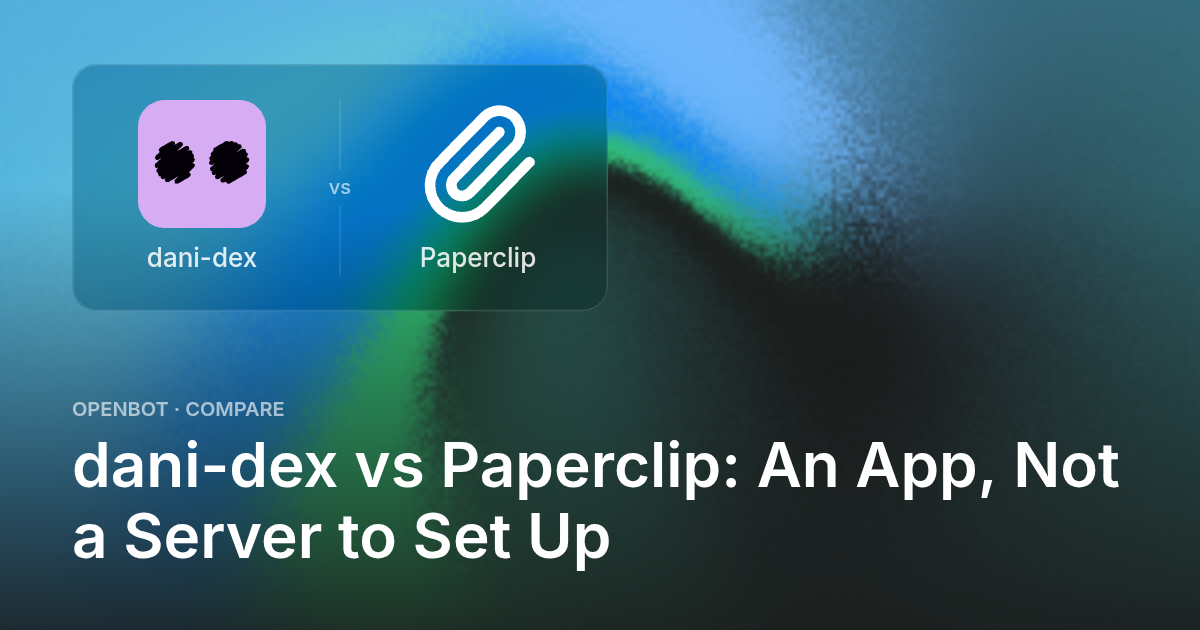 dani-dex
vs
Paperclip
OPENBOT · COMPARE
dani-dex vs Paperclip: An App, Not
a Server to Set Up